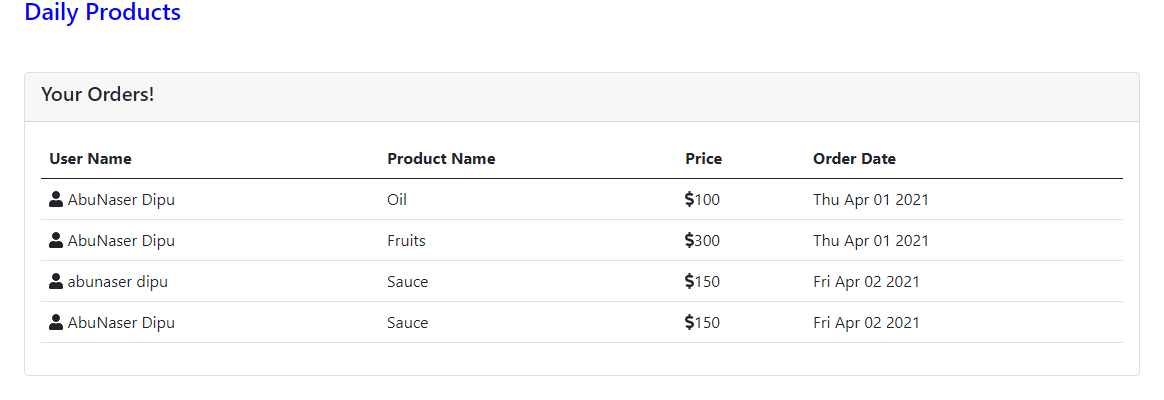 Daily Products
Your Orders!
User Name Product Name Price Order Date
AbuNaser Dipu Oil $100 Thu Apr 01 2021
AbuNaser Dipu Fruits $300 Thu Apr 01 2021
abunaser dipu Sauce $150 Fri Apr 02 2021
AbuNaser Dipu Sauce $150 Fri Apr 02 2021